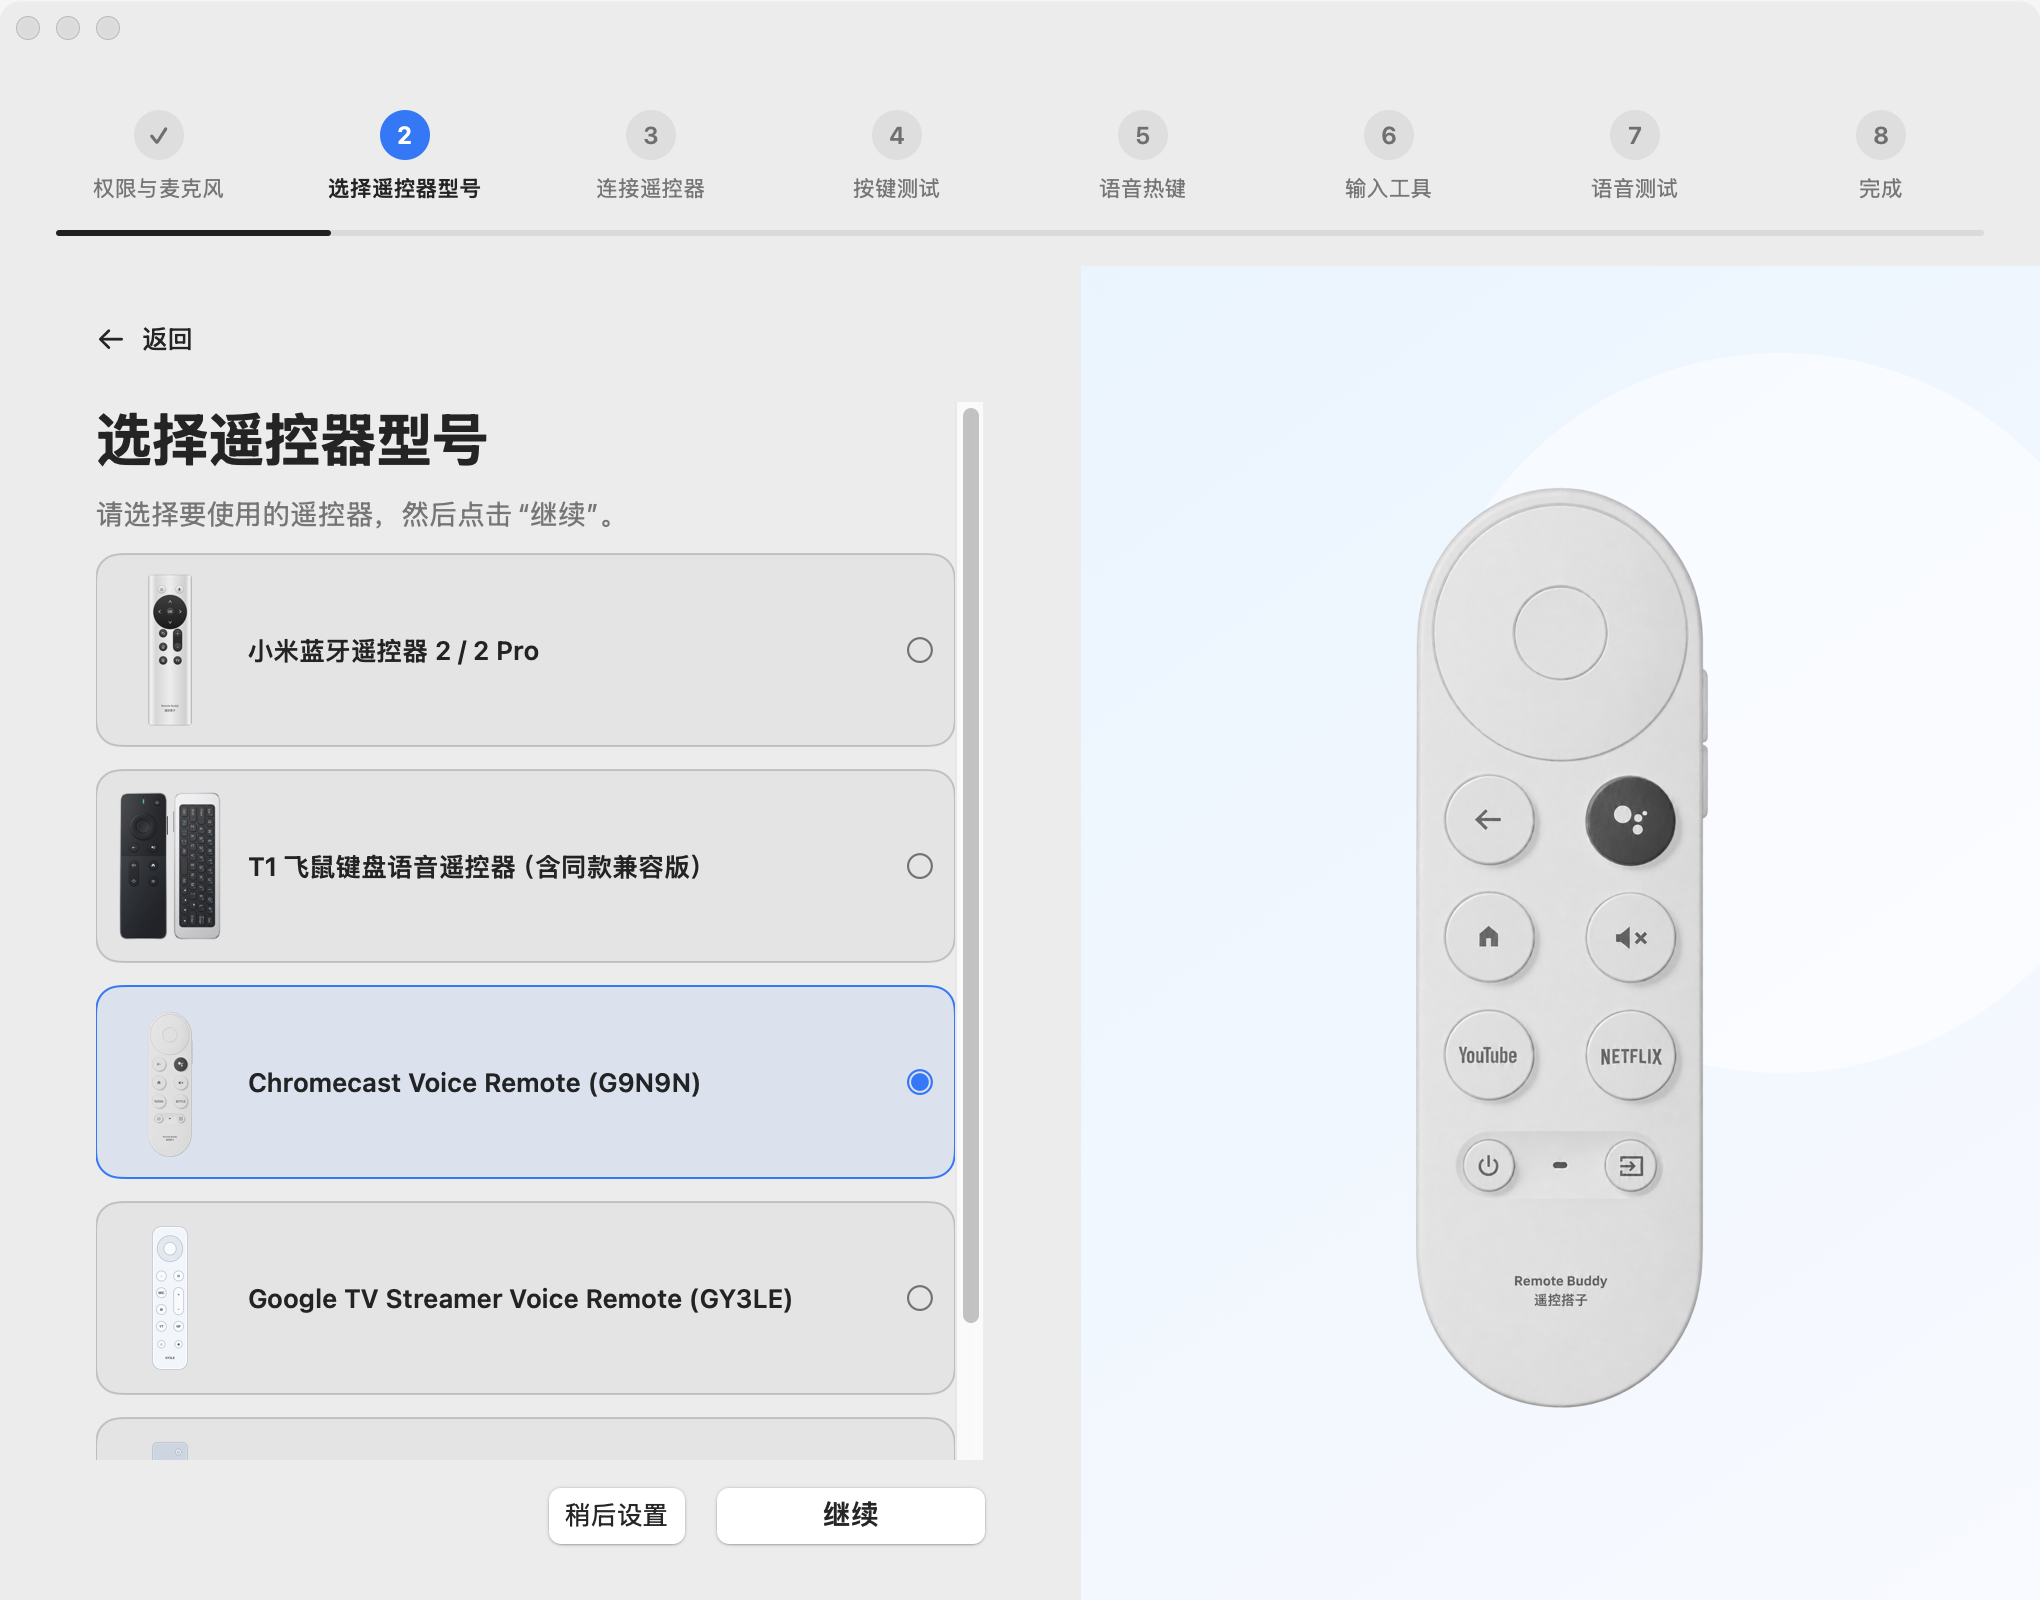 2
3
4
5
6
7
8
权限与麦克风
选择遥控器型号
连接遥控器
按键测试
语音热键
输入工具
语音测试
完成
返回
选择遥控器型号
请选择要使用的遥控器，然后点击“继续”。
小米蓝牙遥控器 2 / 2 Pro
T1 飞鼠键盘语音遥控器（含同款兼容版）
Chromecast Voice Remote (G9N9N)
Google TV Streamer Voice Remote (GY3LE)
稍后设置
继续
YouTube
NETFLIX
Remote Buddy
遥控搭子